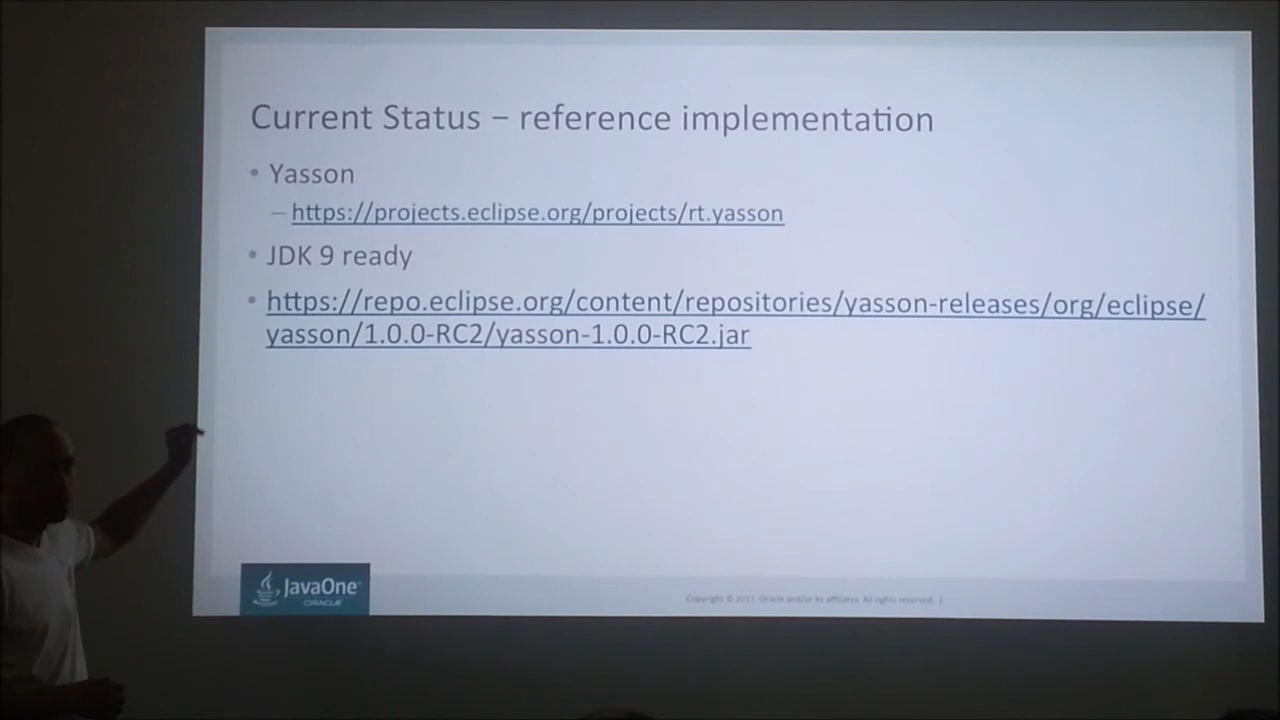 Current Status – reference implementation
• Yasson
– https://projects.eclipse.org/projects/rt.yasson
• JDK 9 ready
• https://repo.eclipse.org/content/repositories/yasson-releases/org/eclipse/
yasson/1.0.0-RC2/yasson-1.0.0-RC2.jar
JavaOne
ORACLE
Copyright © 2017, Oracle and/or its affiliates. All rights reserved. |